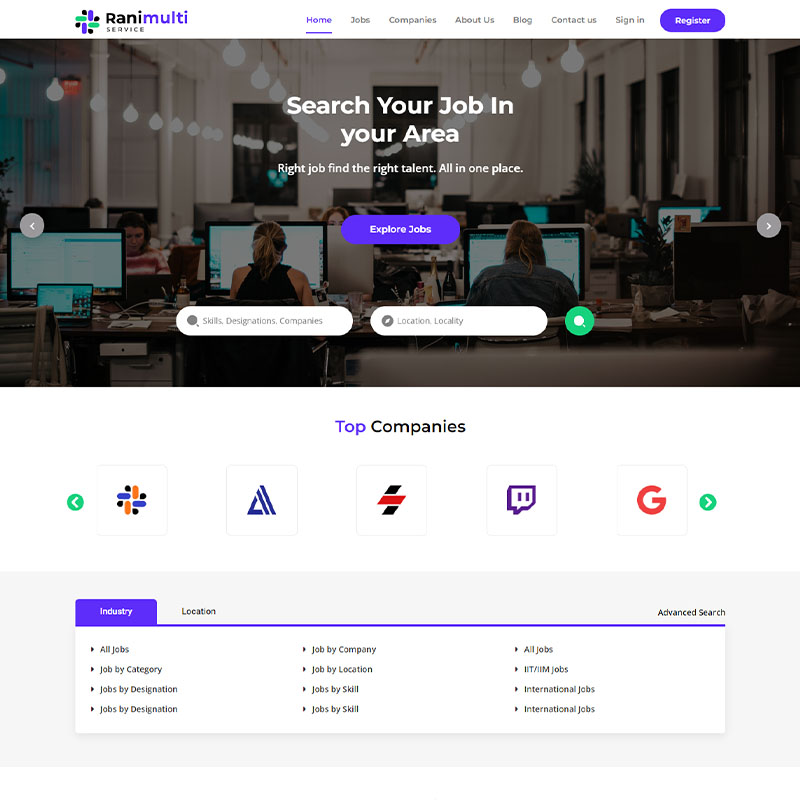 Ranimulti
SERVICE
Home Jobs Companies About Us Blog Contact us Sign in Register
Search Your Job In
your Area
Right job find the right talent. All in one place.
Explore Jobs
Skills, Designations, Companies
Location, Locality
Top Companies
Industry Location Advanced Search
All Jobs Job by Company All Jobs
Job by Category Job by Location IIT/IIM Jobs
Jobs by Designation Jobs by Skill International Jobs
Jobs by Designation Jobs by Skill International Jobs